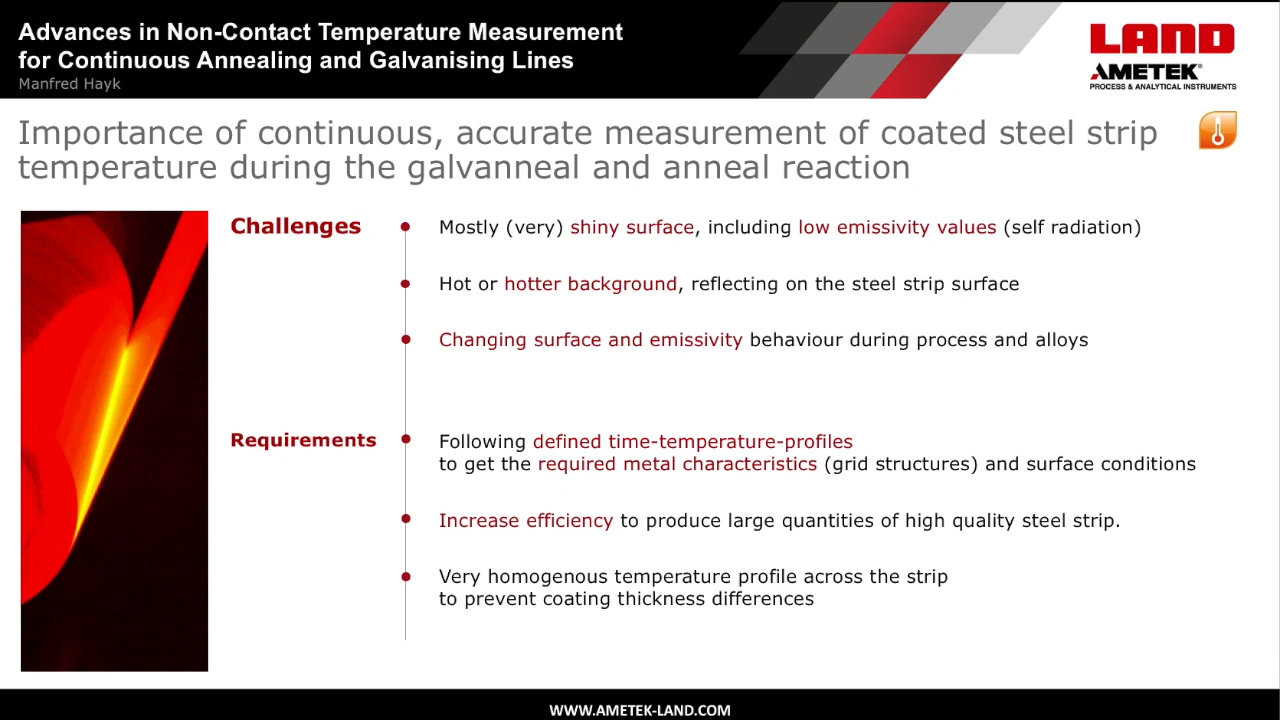 Advances in Non-Contact Temperature Measurement
for Continuous Annealing and Galvanising Lines
Manfred Hayk
LAND
AMETEK®
PROCESS & ANALYTICAL INSTRUMENTS
Importance of continuous, accurate measurement of coated steel strip
temperature during the galvanneal and anneal reaction
Challenges
Mostly (very) shiny surface, including low emissivity values (self radiation)
Hot or hotter background, reflecting on the steel strip surface
Changing surface and emissivity behaviour during process and alloys
Requirements
Following defined time-temperature-profiles
to get the required metal characteristics (grid structures) and surface conditions
Increase efficiency to produce large quantities of high quality steel strip.
Very homogenous temperature profile across the strip
to prevent coating thickness differences
WWW.AMETEK-LAND.COM